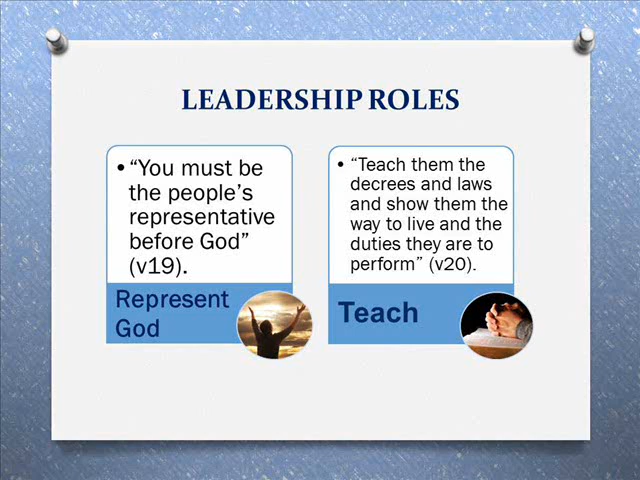 LEADERSHIP ROLES
• “You must be
the people’s
representative
before God”
(v19).
Represent
God
• “Teach them the
decrees and laws
and show them the
way to live and the
duties they are to
perform” (v20).
Teach